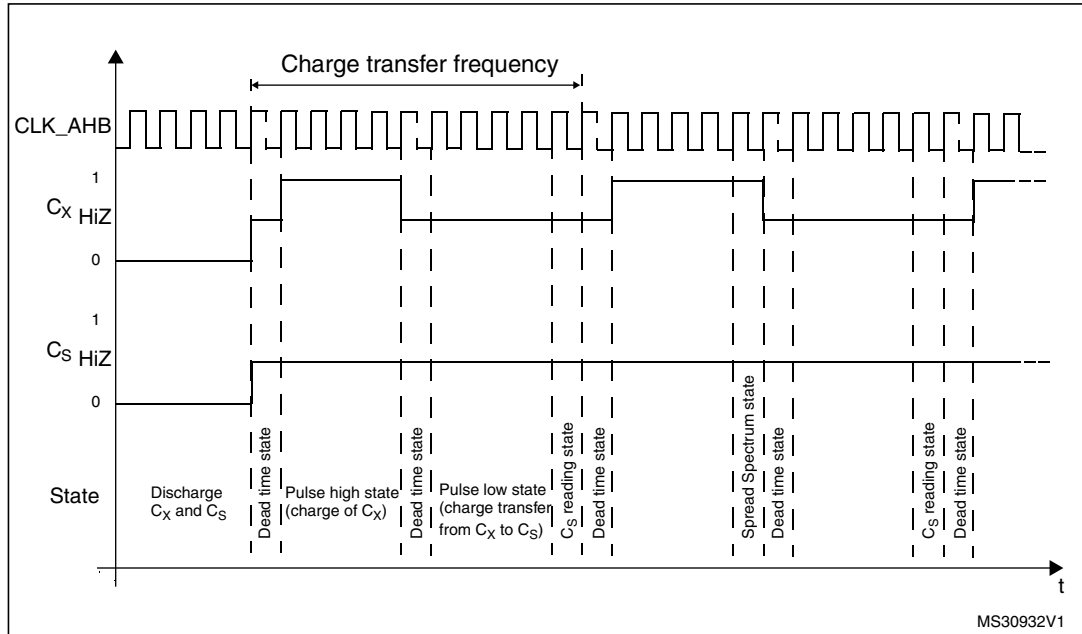 Charge transfer frequency
CLK_AHB
1
CX HiZ
0
1
CS HiZ
0
State
Discharge
CX and CS
Dead time state
Pulse high state
(charge of CX)
Dead time state
Pulse low state
(charge transfer
from CX to CS)
CS reading state
Dead time state
Spread Spectrum state
Dead time state
CS reading state
Dead time state
t
MS30932V1